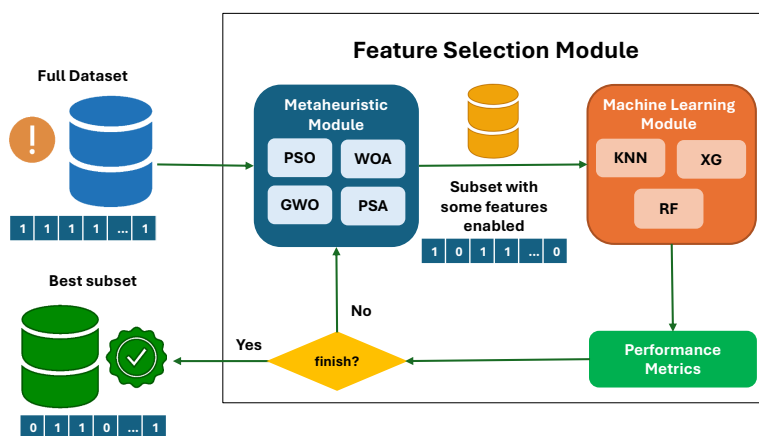 Feature Selection Module
Full Dataset
!
1 1 1 1 ... 1
Metaheuristic
Module
PSO
WOA
GWO
PSA
Subset with
some features
enabled
1 0 1 1 ... 0
Machine Learning
Module
KNN
XG
RF
Performance
Metrics
finish?
No
Yes
Best subset
0 1 1 0 ... 1